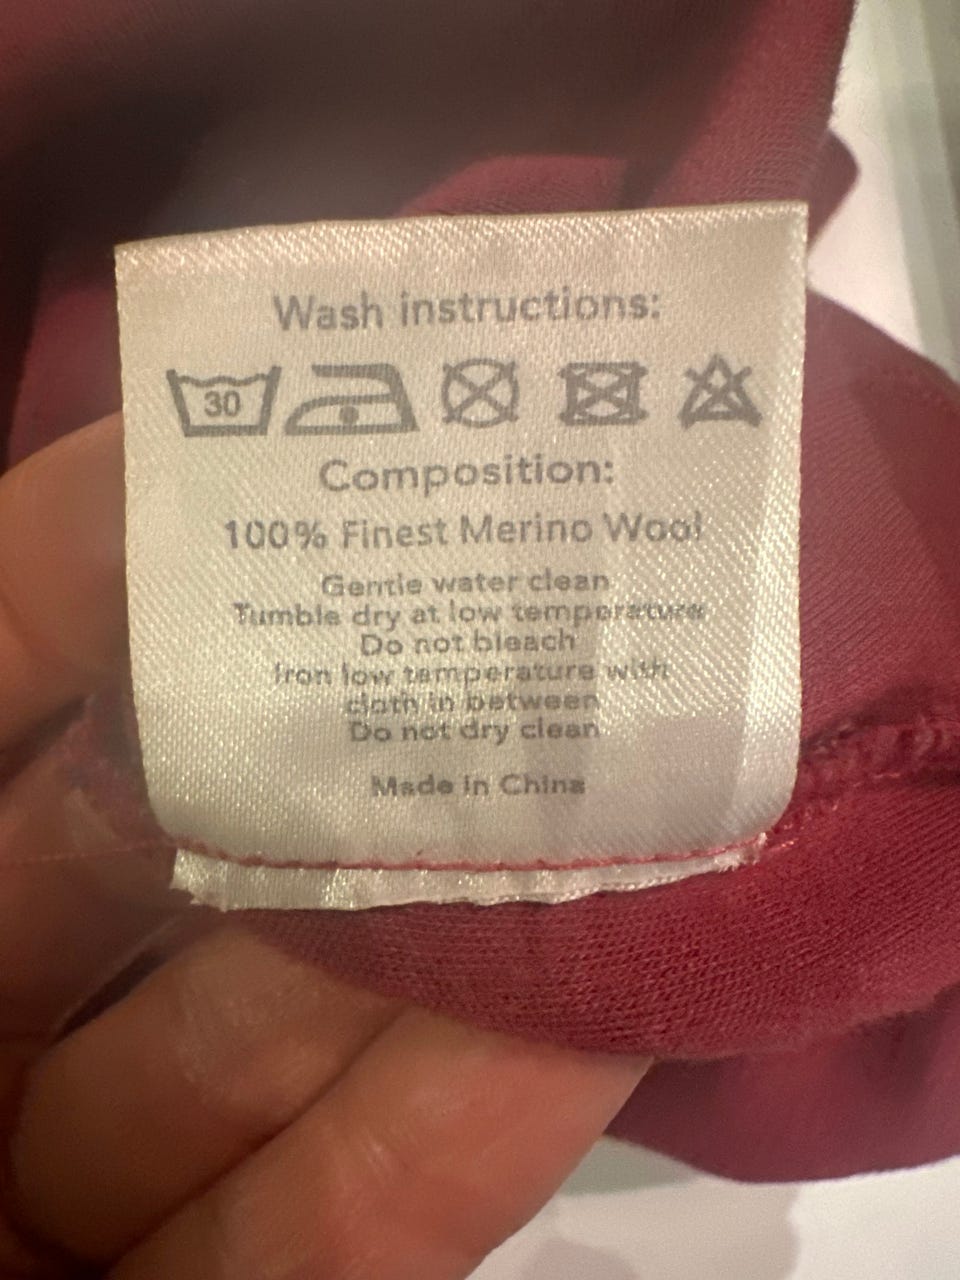 Wash instructions:
30
Composition:
100% Finest Merino Wool
Gentle water clean
Tumble dry at low temperature
Do not bleach
Iron low temperature with
cloth in between
Do not dry clean
Made in China